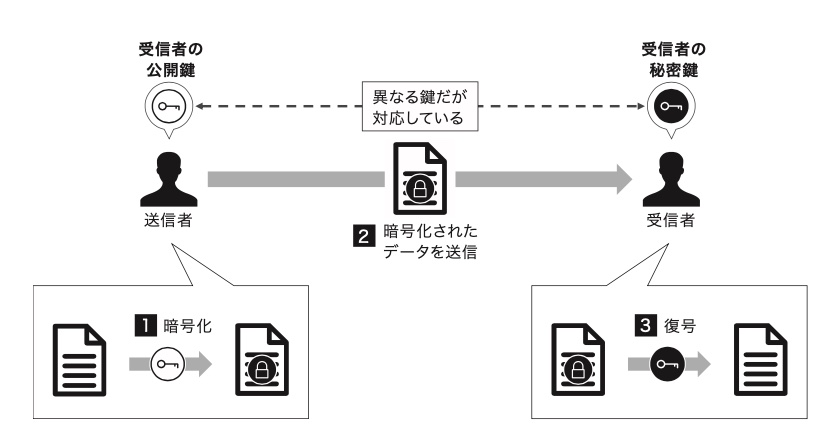 受信者の
公開鍵
受信者の
秘密鍵
異なる鍵だが
対応している
送信者
受信者
2 暗号化された
データを送信
1 暗号化
3 復号